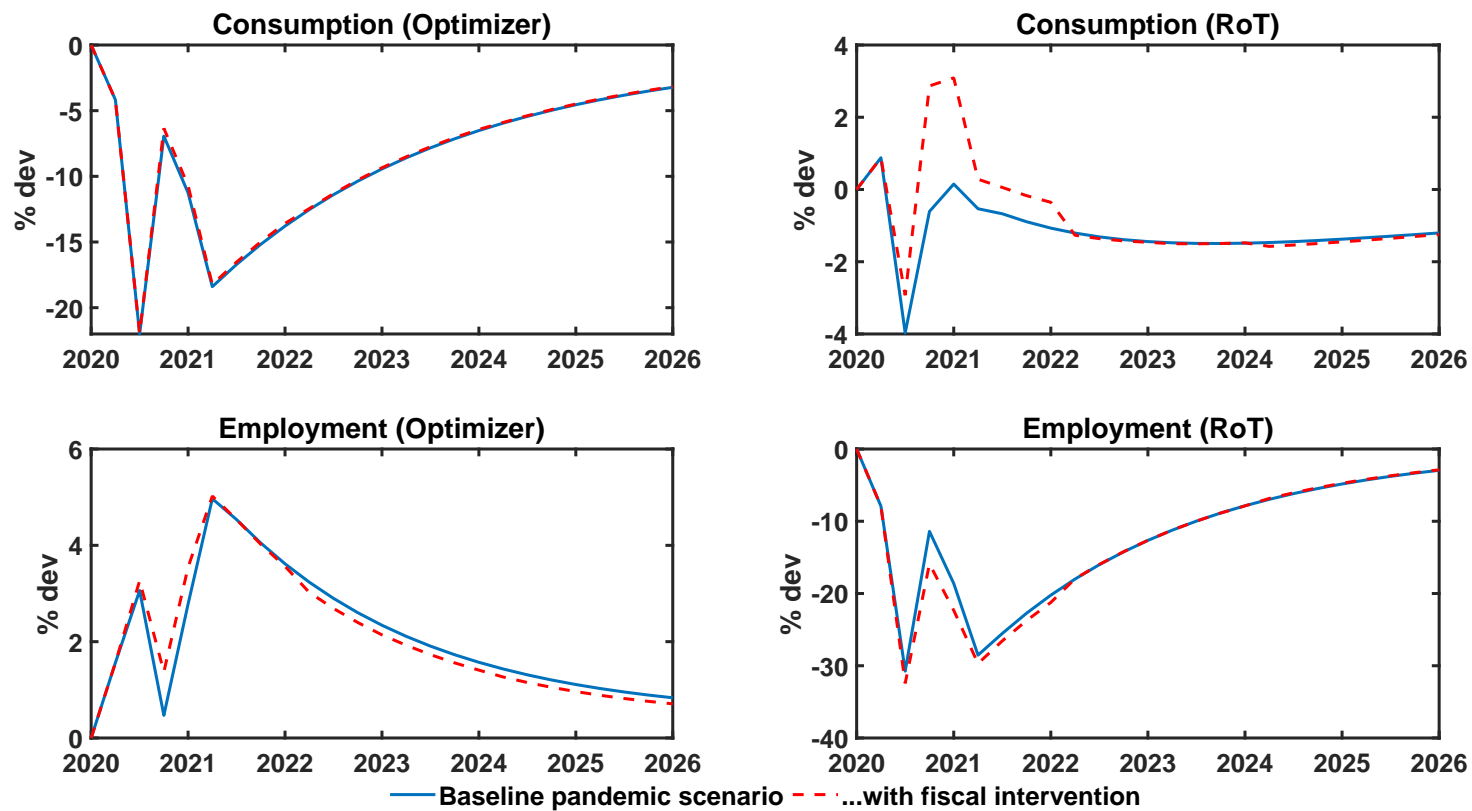 Consumption (Optimizer)
% dev
0
-5
-10
-15
-20
2020 2021 2022 2023 2024 2025 2026
Consumption (RoT)
% dev
4
2
0
-2
-4
2020 2021 2022 2023 2024 2025 2026
Employment (Optimizer)
% dev
6
4
2
0
2020 2021 2022 2023 2024 2025 2026
Employment (RoT)
% dev
0
-10
-20
-30
-40
2020 2021 2022 2023 2024 2025 2026
Baseline pandemic scenario ...with fiscal intervention